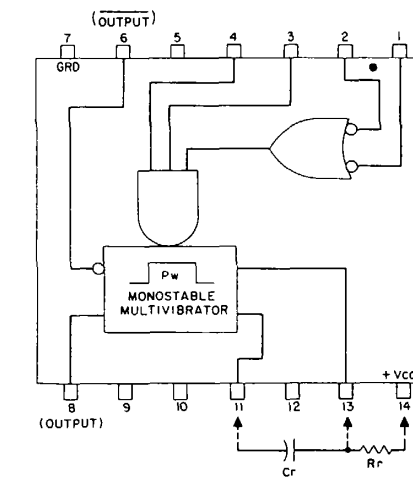 (OUTPUT)
7 6 5 4 3 2 1
GRD
Pw
MONOSTABLE
MULTIVIBRATOR
+Vcc
8 9 10 11 12 13 14
(OUTPUT)
Cr Rr